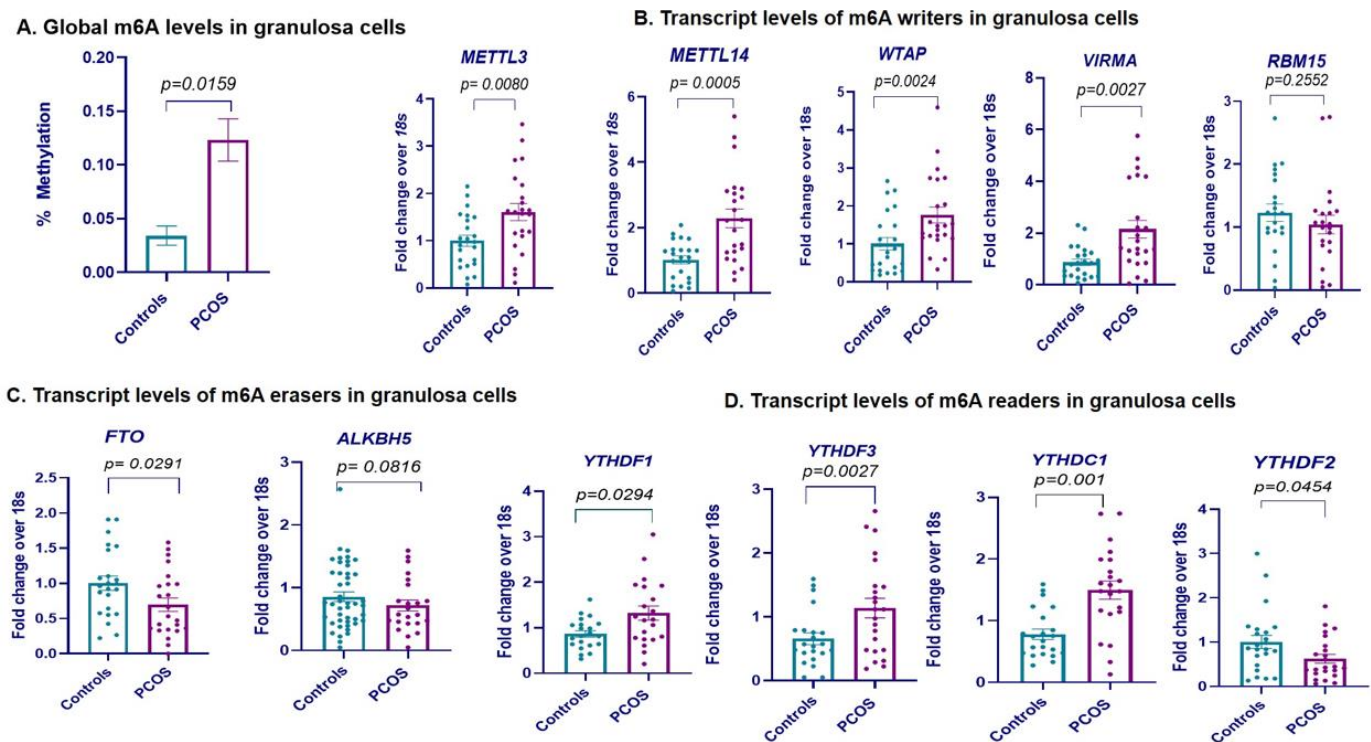 A. Global m6A levels in granulosa cells
% Methylation
0.20
0.15
0.10
0.05
0.00
p=0.0159
Controls
PCOS
B. Transcript levels of m6A writers in granulosa cells
METTL3
p= 0.0080
Fold change over 18s
4
3
2
1
0
Controls
PCOS
METTL14
p= 0.0005
Fold change over 18s
6
4
2
0
Controls
PCOS
WTAP
p=0.0024
Fold change over 18s
5
4
3
2
1
0
Controls
PCOS
VIRMA
p=0.0027
Fold change over 18s
8
6
4
2
0
Controls
PCOS
RBM15
p=0.2552
Fold change over 18s
3
2
1
0
Controls
PCOS
C. Transcript levels of m6A erasers in granulosa cells
FTO
p= 0.0291
Fold change over 18s
2.5
2.0
1.5
1.0
0.5
0.0
Controls
PCOS
ALKBH5
p= 0.0816
Fold change over 18s
3
2
1
0
Controls
PCOS
D. Transcript levels of m6A readers in granulosa cells
YTHDF1
p=0.0294
Fold change over 18s
4
3
2
1
0
Controls
PCOS
YTHDF3
p=0.0027
Fold change over 18s
3
2
1
0
Controls
PCOS
YTHDC1
p=0.001
Fold change over 18s
3
2
1
0
Controls
PCOS
YTHDF2
p=0.0454
Fold change over 18s
4
3
2
1
0
Controls
PCOS